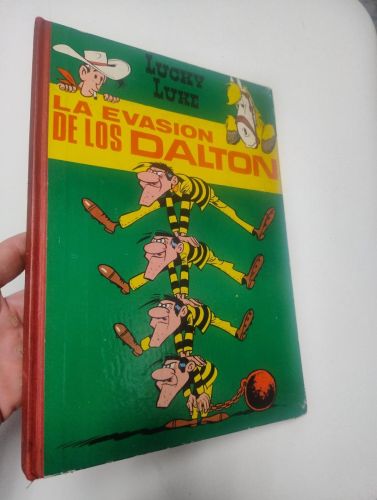 LUCKY
LUKE
LA EVASION
DE LOS DALTON